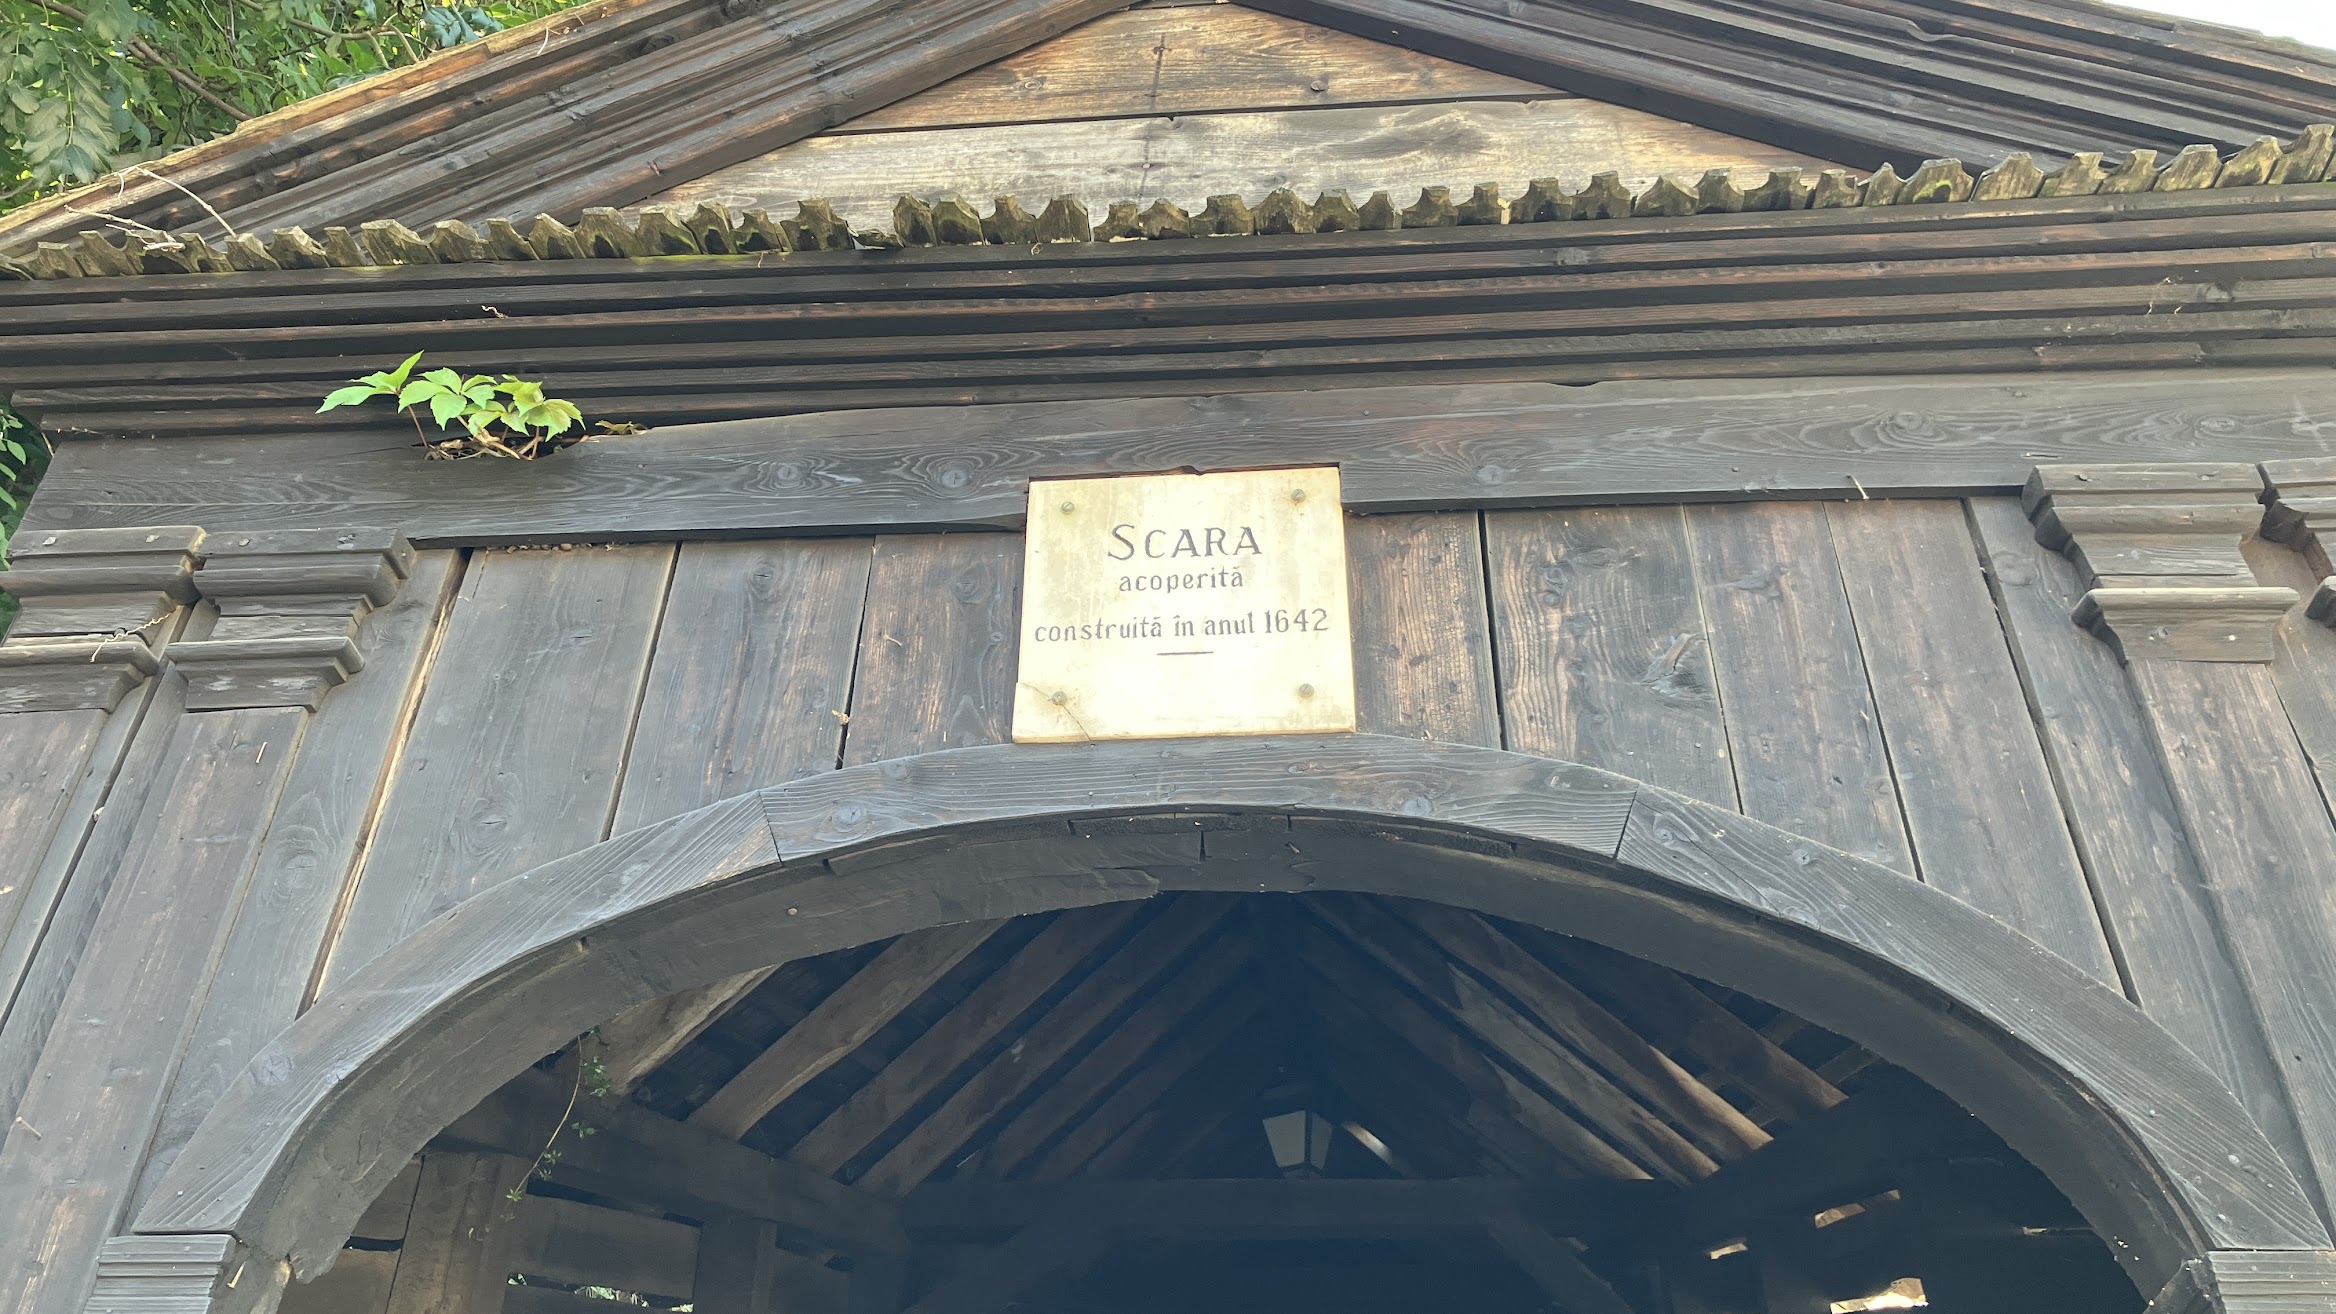 SCARA
acoperită
construită în anul 1642